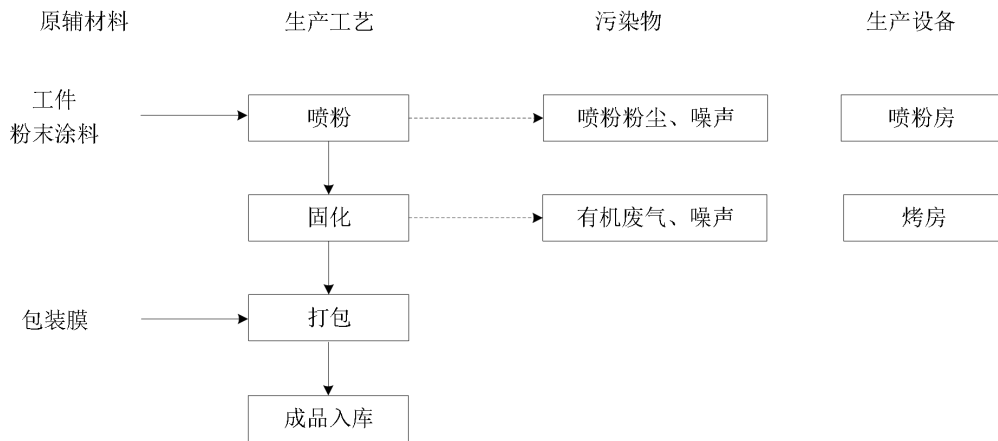 原辅材料 生产工艺 污染物 生产设备
工件
粉末涂料
喷粉 喷粉粉尘、噪声 喷粉房
固化 有机废气、噪声 烤房
包装膜 打包
成品入库